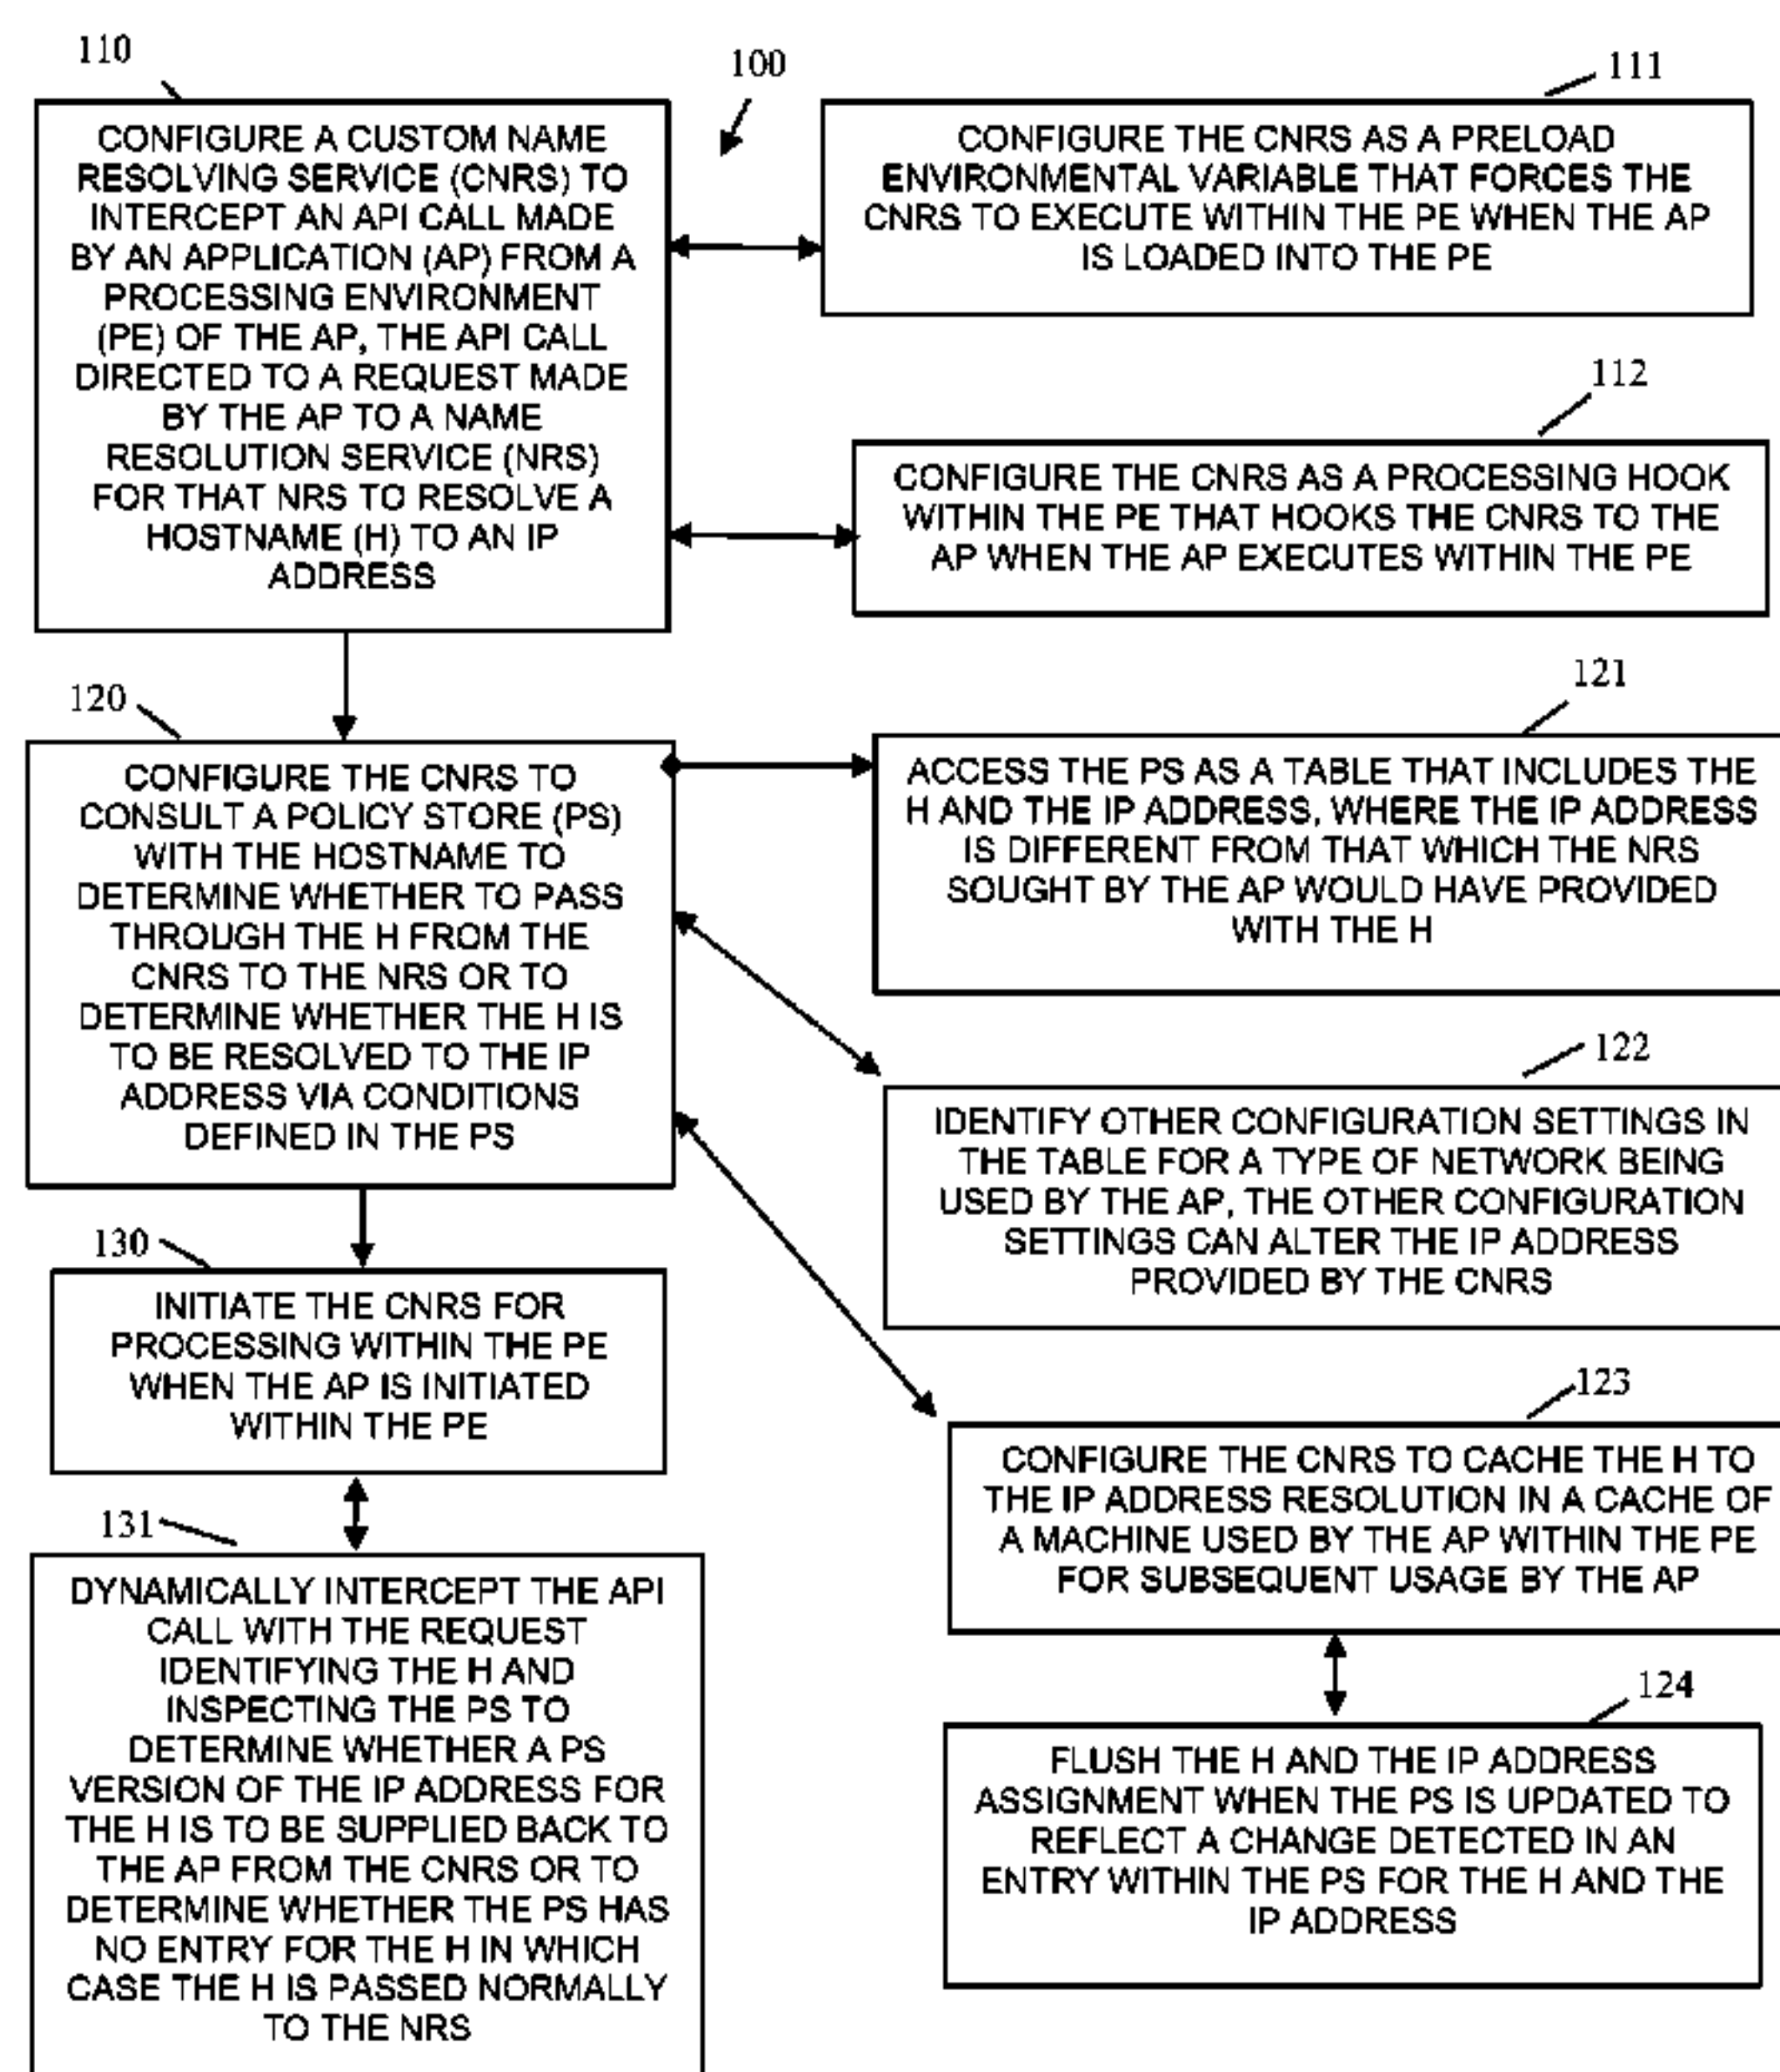 110
100
111
CONFIGURE A CUSTOM NAME
RESOLVING SERVICE (CNRS) TO
INTERCEPT AN API CALL MADE
BY AN APPLICATION (AP) FROM A
PROCESSING ENVIRONMENT
(PE) OF THE AP, THE API CALL
DIRECTED TO A REQUEST MADE
BY THE AP TO A NAME
RESOLUTION SERVICE (NRS)
FOR THAT NRS TO RESOLVE A
HOSTNAME (H) TO AN IP
ADDRESS
CONFIGURE THE CNRS AS A PRELOAD
ENVIRONMENTAL VARIABLE THAT FORCES THE
CNRS TO EXECUTE WITHIN THE PE WHEN THE AP
IS LOADED INTO THE PE
112
CONFIGURE THE CNRS AS A PROCESSING HOOK
WITHIN THE PE THAT HOOKS THE CNRS TO THE
AP WHEN THE AP EXECUTES WITHIN THE PE
120
CONFIGURE THE CNRS TO
CONSULT A POLICY STORE (PS)
WITH THE HOSTNAME TO
DETERMINE WHETHER TO PASS
THROUGH THE H FROM THE
CNRS TO THE NRS OR TO
DETERMINE WHETHER THE H IS
TO BE RESOLVED TO THE IP
ADDRESS VIA CONDITIONS
DEFINED IN THE PS
121
ACCESS THE PS AS A TABLE THAT INCLUDES THE
H AND THE IP ADDRESS, WHERE THE IP ADDRESS
IS DIFFERENT FROM THAT WHICH THE NRS
SOUGHT BY THE AP WOULD HAVE PROVIDED
WITH THE H
122
IDENTIFY OTHER CONFIGURATION SETTINGS IN
THE TABLE FOR A TYPE OF NETWORK BEING
USED BY THE AP, THE OTHER CONFIGURATION
SETTINGS CAN ALTER THE IP ADDRESS
PROVIDED BY THE CNRS
130
INITIATE THE CNRS FOR
PROCESSING WITHIN THE PE
WHEN THE AP IS INITIATED
WITHIN THE PE
123
CONFIGURE THE CNRS TO CACHE THE H TO
THE IP ADDRESS RESOLUTION IN A CACHE OF
A MACHINE USED BY THE AP WITHIN THE PE
FOR SUBSEQUENT USAGE BY THE AP
131
DYNAMICALLY INTERCEPT THE API
CALL WITH THE REQUEST
IDENTIFYING THE H AND
INSPECTING THE PS TO
DETERMINE WHETHER A PS
VERSION OF THE IP ADDRESS FOR
THE H IS TO BE SUPPLIED BACK TO
THE AP FROM THE CNRS OR TO
DETERMINE WHETHER THE PS HAS
NO ENTRY FOR THE H IN WHICH
CASE THE H IS PASSED NORMALLY
TO THE NRS
124
FLUSH THE H AND THE IP ADDRESS
ASSIGNMENT WHEN THE PS IS UPDATED TO
REFLECT A CHANGE DETECTED IN AN
ENTRY WITHIN THE PS FOR THE H AND THE
IP ADDRESS